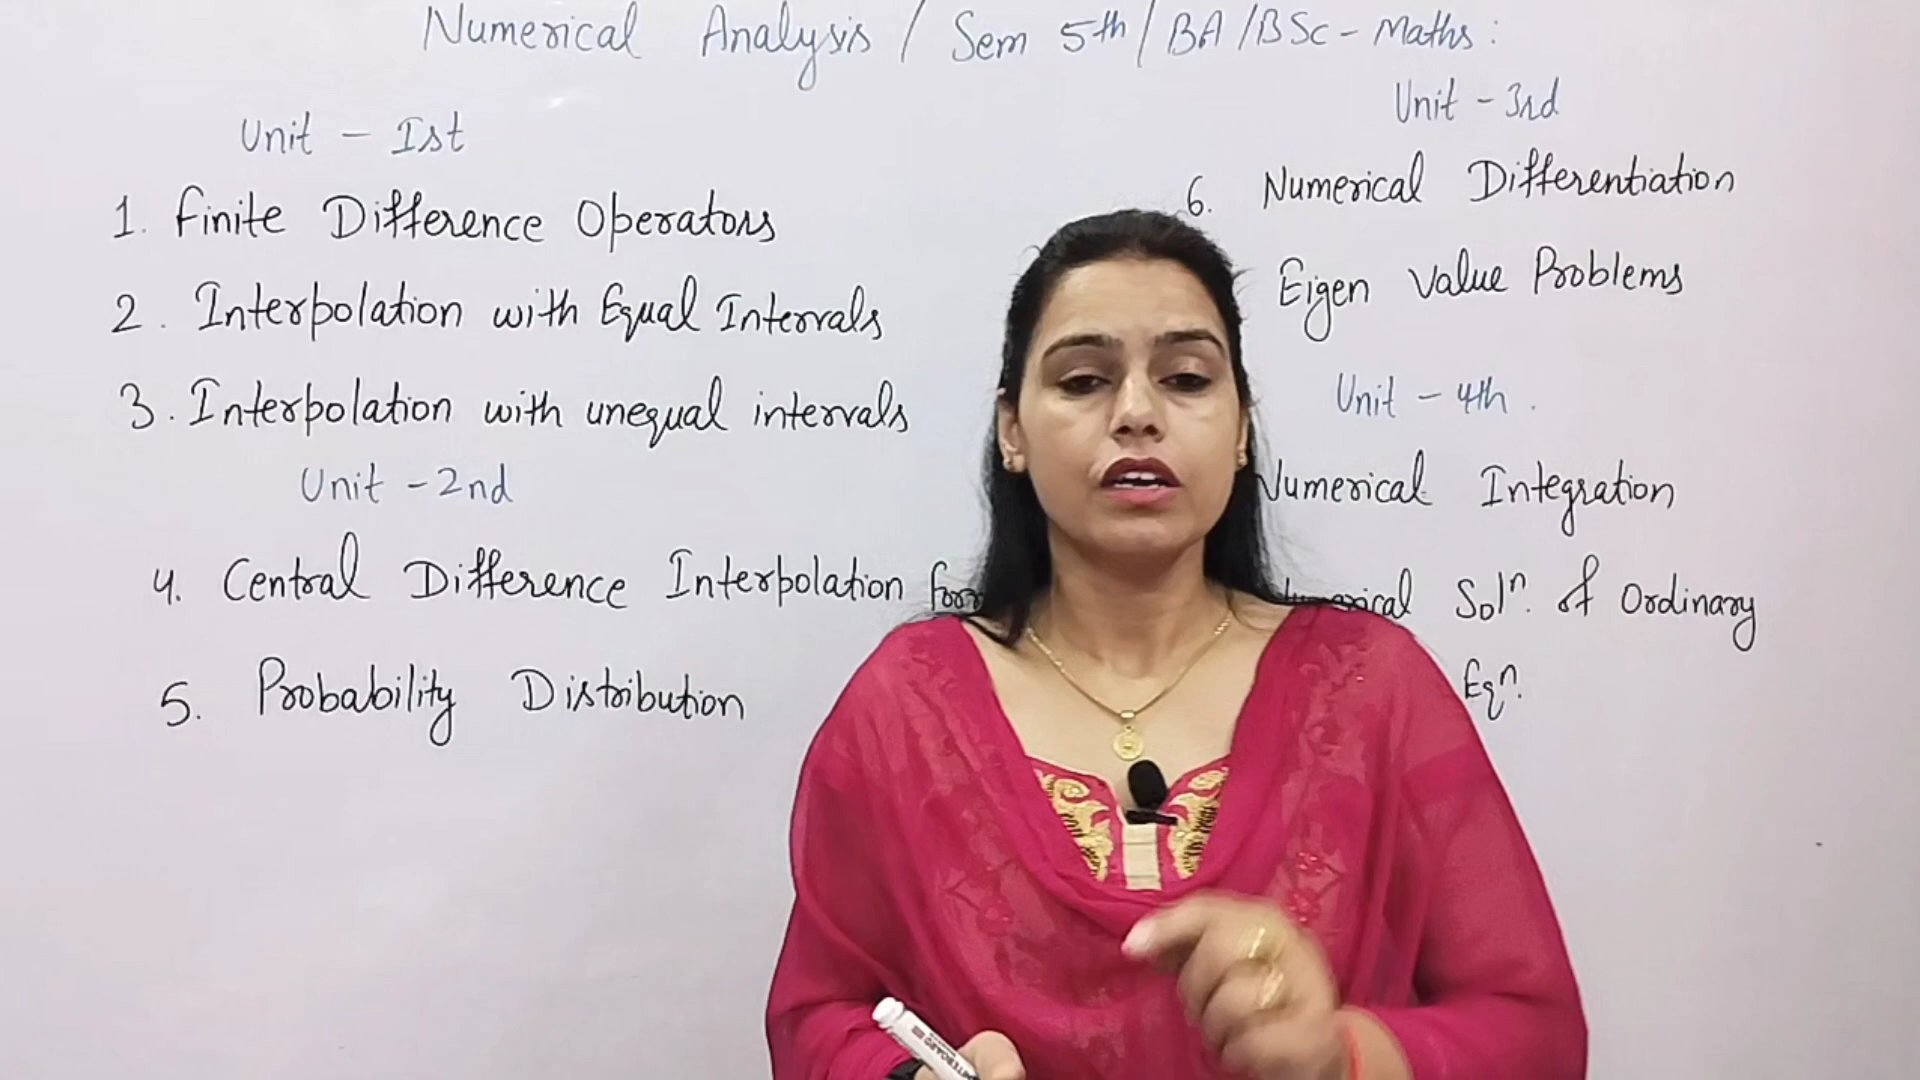 Numerical Analysis / Sem 5th / BA / BSc - Maths :
Unit - Ist
1. Finite Difference Operators
2. Interpolation with Equal Intervals
3. Interpolation with unequal intervals
Unit - 2nd
4. Central Difference Interpolation
5. Probability Distribution
Unit - 3rd
6. Numerical Differentiation
Eigen Value Problems
Unit - 4th .
Numerical Integration
Solⁿ. of Ordinary
Eqⁿ.